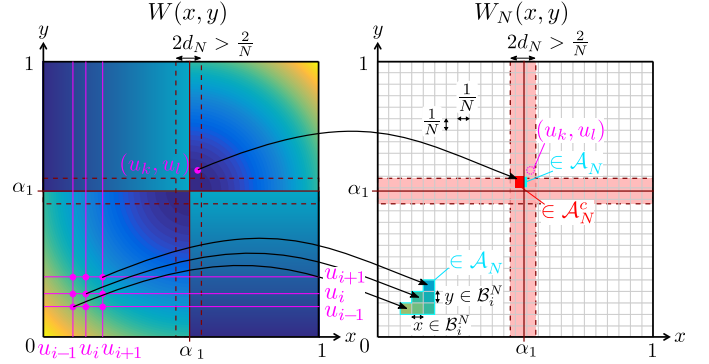 W(x, y)
y
2d_N > 2/N
1
(u_k, u_l)
α_1
u_{i+1}
u_i
u_{i−1}
0
u_{i−1} u_i u_{i+1}
α_1
1
x
W_N(x, y)
y
2d_N > 2/N
1
1/N
1/N
(u_k, u_l)
∈ 𝒜_N
α_1
∈ 𝒜_N^c
∈ 𝒜_N
y ∈ ℬ_i^N
x ∈ ℬ_i^N
0
α_1
1
x